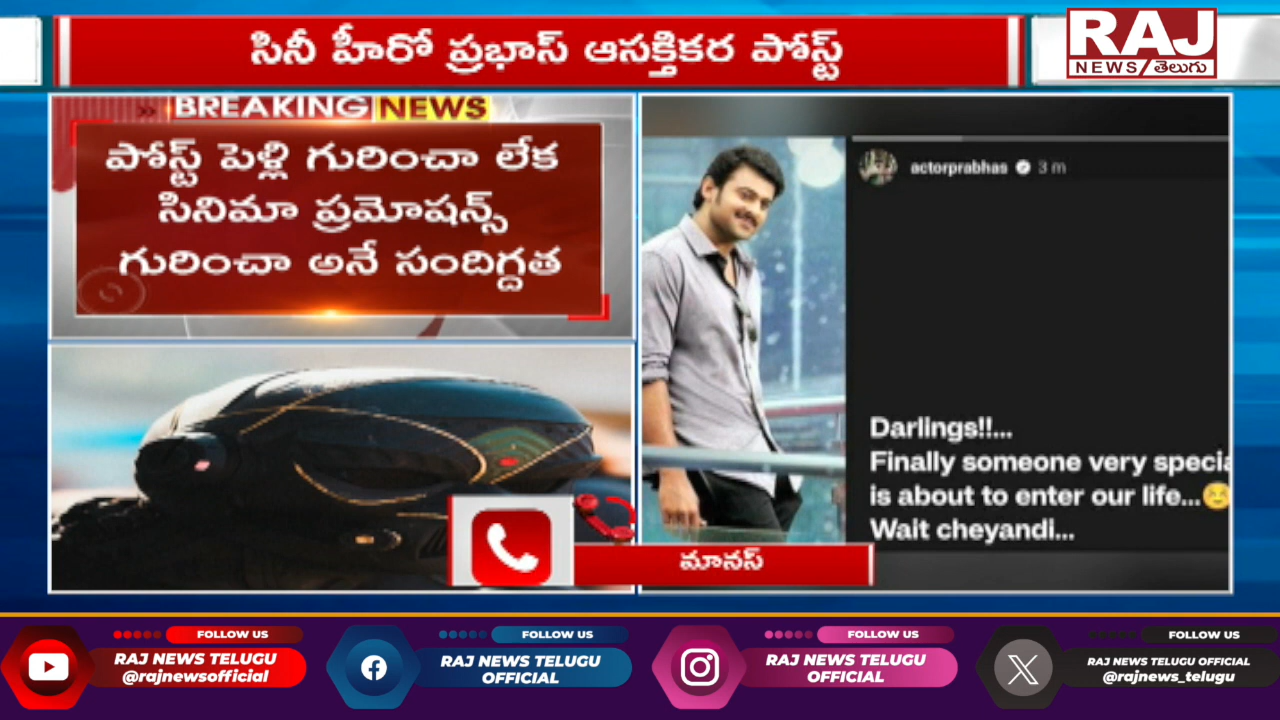 సినీ హీరో ప్రభాస్ ఆసక్తికర పోస్ట్
RAJ
NEWS తెలుగు
BREAKING NEWS
పోస్ట్ పెళ్లి గురించా లేక
సినిమా ప్రమోషన్స్
గురించా అనే సందిగ్దత
actorprabhas 3 m
Darlings!!...
Finally someone very specia
is about to enter our life...☺️
Wait cheyandi...
మానస్
FOLLOW US
RAJ NEWS TELUGU
@rajnewsofficial
FOLLOW US
RAJ NEWS TELUGU
OFFICIAL
FOLLOW US
RAJ NEWS TELUGU
OFFICIAL
FOLLOW US
RAJ NEWS TELUGU OFFICIAL
@rajnews_telugu